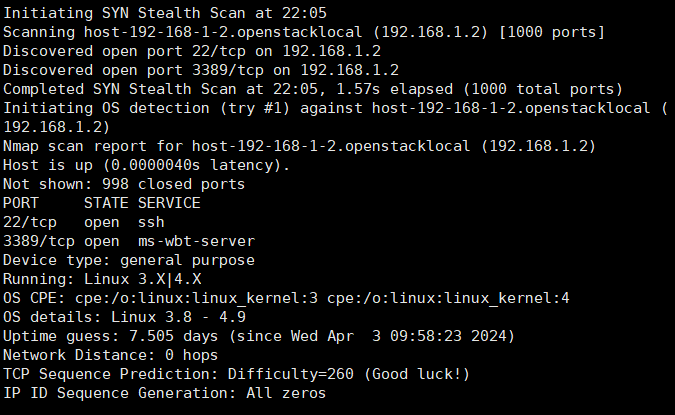 Initiating SYN Stealth Scan at 22:05
Scanning host-192-168-1-2.openstacklocal (192.168.1.2) [1000 ports]
Discovered open port 22/tcp on 192.168.1.2
Discovered open port 3389/tcp on 192.168.1.2
Completed SYN Stealth Scan at 22:05, 1.57s elapsed (1000 total ports)
Initiating OS detection (try #1) against host-192-168-1-2.openstacklocal (
192.168.1.2)
Nmap scan report for host-192-168-1-2.openstacklocal (192.168.1.2)
Host is up (0.0000040s latency).
Not shown: 998 closed ports
PORT     STATE SERVICE
22/tcp   open  ssh
3389/tcp open  ms-wbt-server
Device type: general purpose
Running: Linux 3.X|4.X
OS CPE: cpe:/o:linux:linux_kernel:3 cpe:/o:linux:linux_kernel:4
OS details: Linux 3.8 - 4.9
Uptime guess: 7.505 days (since Wed Apr  3 09:58:23 2024)
Network Distance: 0 hops
TCP Sequence Prediction: Difficulty=260 (Good luck!)
IP ID Sequence Generation: All zeros